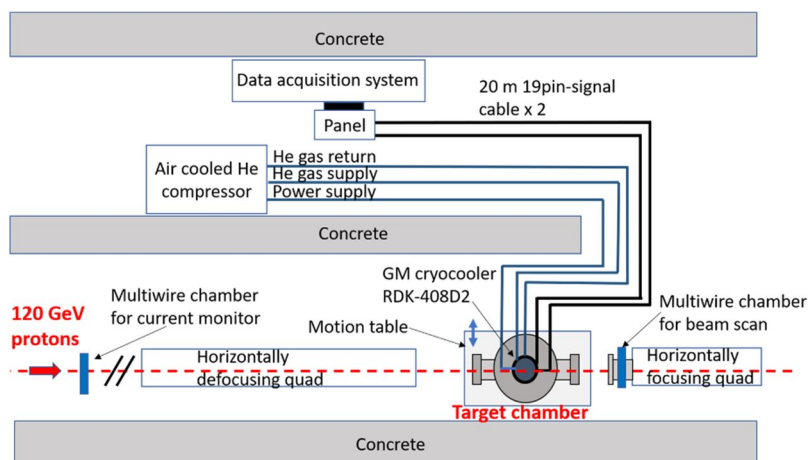 Concrete
Data acquisition system
Panel
20 m 19pin-signal
cable x 2
Air cooled He
compressor
He gas return
He gas supply
Power supply
Concrete
GM cryocooler
RDK-408D2
Multiwire chamber
for current monitor
Motion table
Multiwire chamber
for beam scan
120 GeV
protons
Horizontally
defocusing quad
Horizontally
focusing quad
Target chamber
Concrete